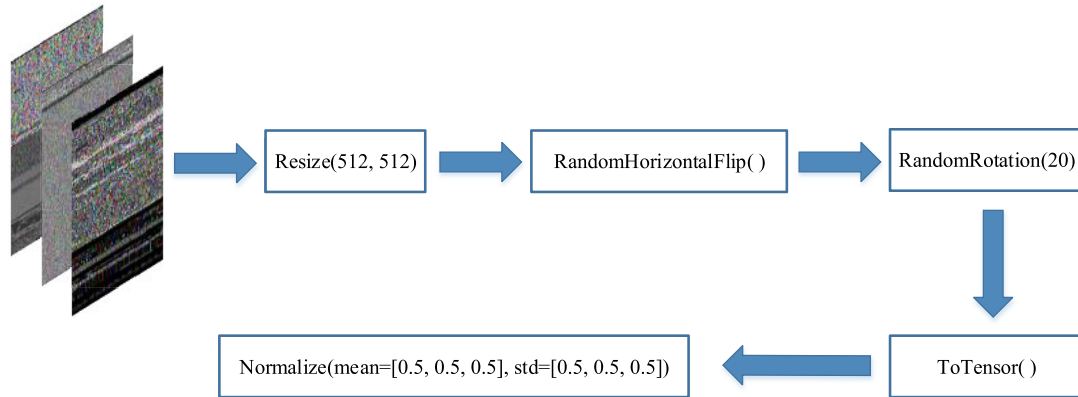 Resize(512, 512)
RandomHorizontalFlip( )
RandomRotation(20)
ToTensor( )
Normalize(mean=[0.5, 0.5, 0.5], std=[0.5, 0.5, 0.5])